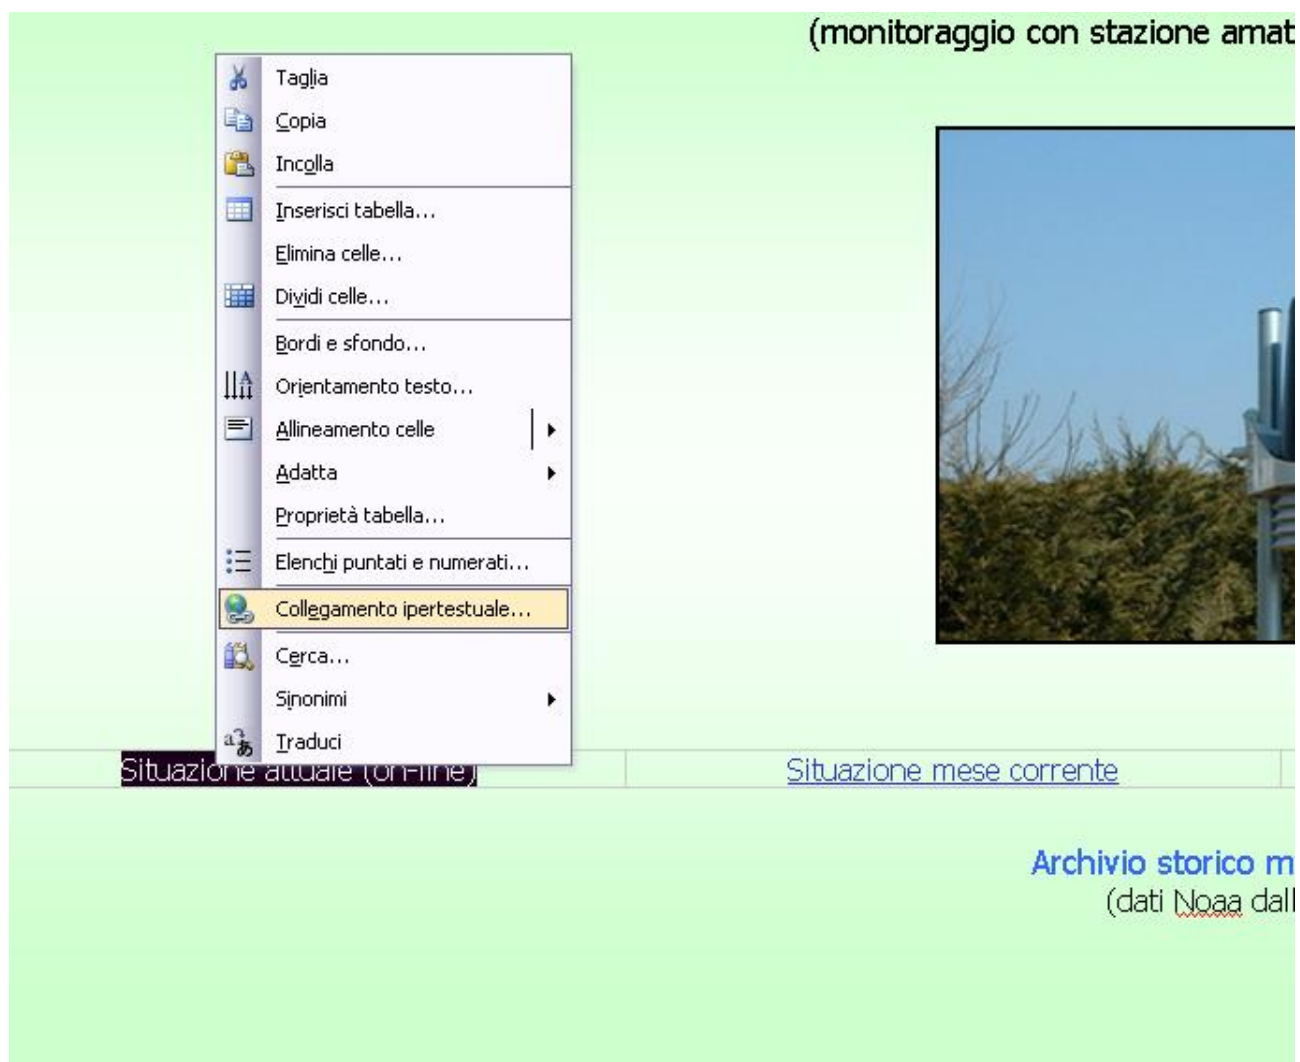 (monitoraggio con stazione amat
Taglia
Copia
Incolla
Inserisci tabella...
Elimina celle...
Dividi celle...
Bordi e sfondo...
Orientamento testo...
Allineamento celle
Adatta
Proprietà tabella...
Elenchi puntati e numerati...
Collegamento ipertestuale...
Cerca...
Sinonimi
Traduci
Situazione attuale (on-line)
Situazione mese corrente
Archivio storico m
(dati Noaa dall